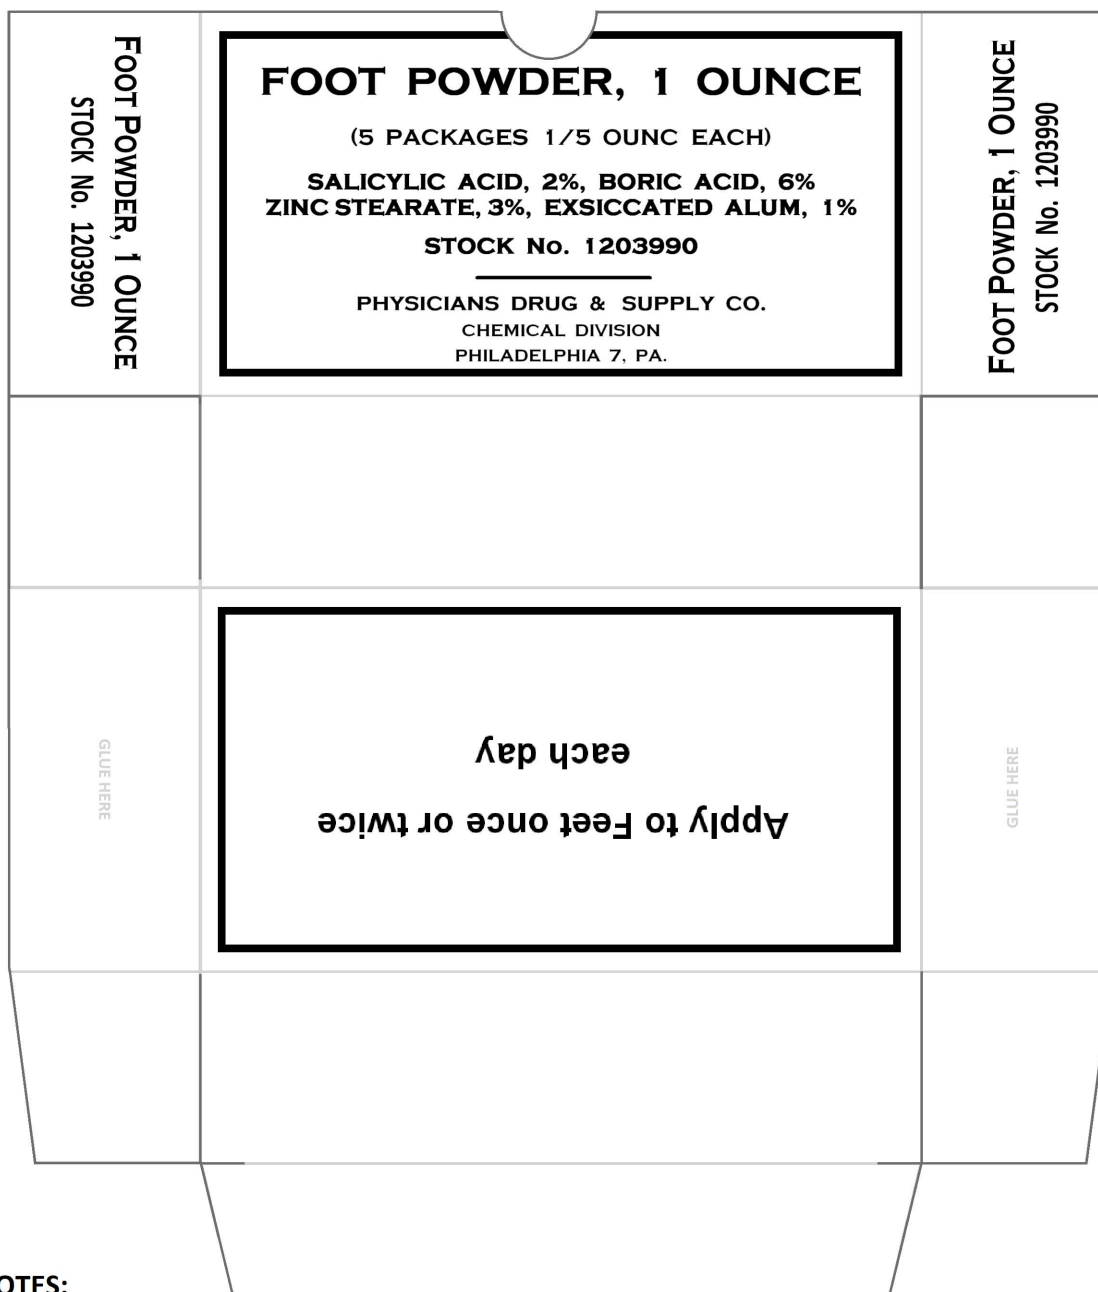 FOOT POWDER, 1 OUNCE
STOCK No. 1203990
FOOT POWDER, 1 OUNCE
(5 PACKAGES 1/5 OUNC EACH)
SALICYLIC ACID, 2%, BORIC ACID, 6%
ZINC STEARATE, 3%, EXSICCATED ALUM, 1%
STOCK No. 1203990
PHYSICIANS DRUG & SUPPLY CO.
CHEMICAL DIVISION
PHILADELPHIA 7, PA.
FOOT POWDER, 1 OUNCE
STOCK No. 1203990
GLUE HERE
Apply to Feet once or twice
each day
GLUE HERE
OTES: